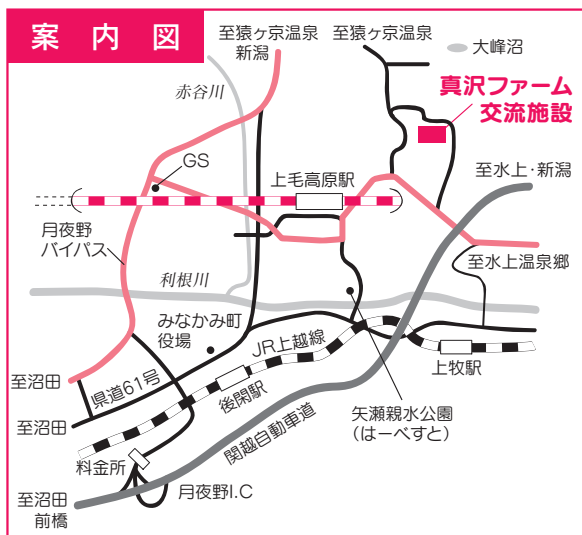 案内図
至猿ヶ京温泉
新潟
至猿ヶ京温泉
大峰沼
赤谷川
真沢ファーム
交流施設
GS
上毛高原駅
至水上・新潟
月夜野
バイパス
利根川
至水上温泉郷
みなかみ町
役場
JR上越線
上牧駅
至沼田
県道61号
後閑駅
矢瀬親水公園
(はーべすと)
至沼田
関越自動車道
料金所
月夜野I.C
至沼田
前橋